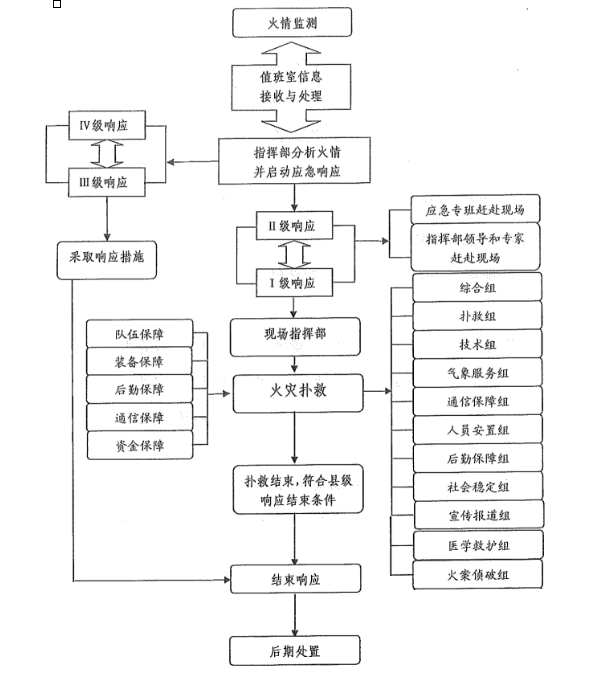 火情监测
值班室信息
接收与处理
指挥部分析火情
并启动应急响应
Ⅳ级响应
Ⅲ级响应
采取响应措施
Ⅱ级响应
Ⅰ级响应
应急专班赶赴现场
指挥部领导和专家
赶赴现场
现场指挥部
火灾扑救
队伍保障
装备保障
后勤保障
通信保障
资金保障
综合组
扑救组
技术组
气象服务组
通信保障组
人员安置组
后勤保障组
社会稳定组
宣传报道组
医学救护组
火案侦破组
扑救结束,符合县级
响应结束条件
结束响应
后期处置